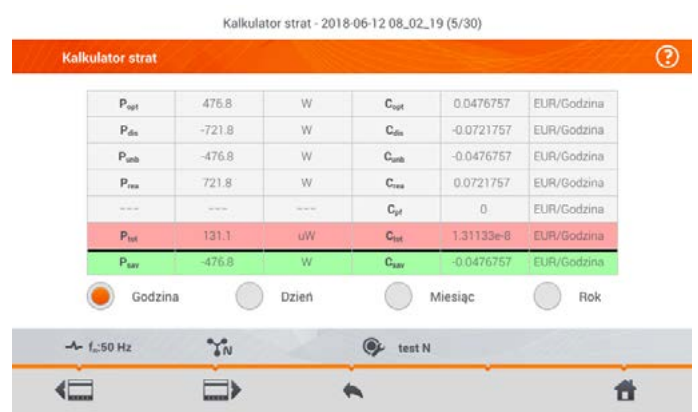 Kalkulator strat - 2018-06-12 08_02_19 (5/30)
Kalkulator strat
?
Popt 476.8 W Copt 0.0476757 EUR/Godzina
Pdis -721.8 W Cdis -0.0721757 EUR/Godzina
Punb -476.8 W Cunb -0.0476757 EUR/Godzina
Prea 721.8 W Crea 0.0721757 EUR/Godzina
--- --- --- Cpf 0 EUR/Godzina
Ptot 131.1 uW Ctot 1.31133e-8 EUR/Godzina
Psav -476.8 W Csav -0.0476757 EUR/Godzina
Godzina Dzień Miesiąc Rok
fn:50 Hz N test N